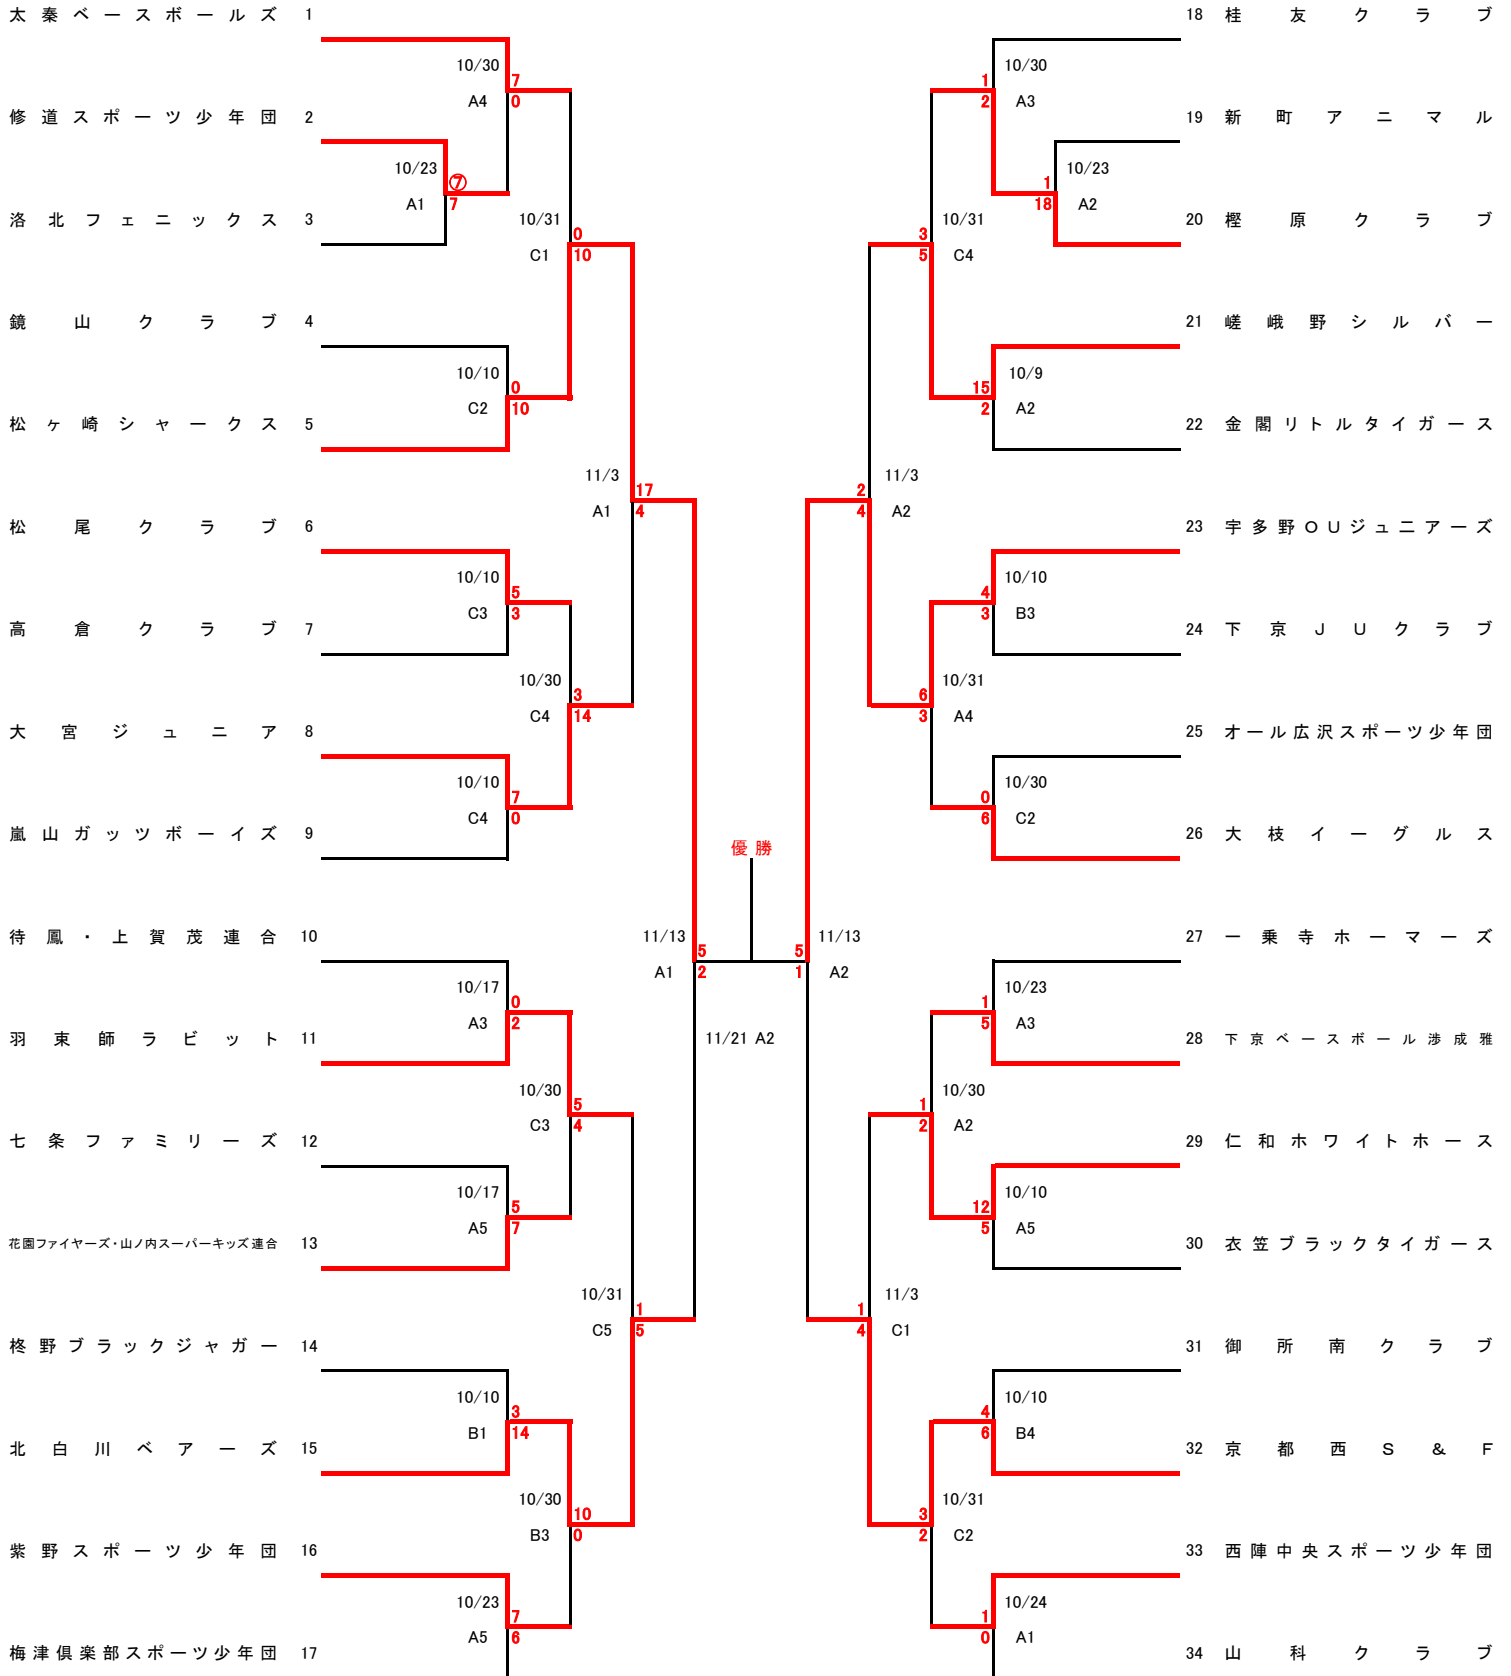 太秦ベースボールズ 1
18 桂友クラブ
10/30
7
A4
0
1
10/30
2
A3
修道スポーツ少年団 2
19 新町アニマル
10/23
⑦
A1
7
1
10/23
18
A2
洛北フェニックス 3
10/31
0
C1
10
3
10/31
5
C4
20 樫原クラブ
鏡山クラブ 4
21 嵯峨野シルバー
10/10
0
C2
10
15
10/9
2
A2
松ヶ崎シャークス 5
22 金閣リトルタイガース
11/3
17
A1
4
2
11/3
4
A2
松尾クラブ 6
23 宇多野OUジュニアーズ
10/10
5
C3
3
4
10/10
3
B3
高倉クラブ 7
24 下京JUクラブ
10/30
3
C4
14
6
10/31
3
A4
大宮ジュニア 8
25 オール広沢スポーツ少年団
10/10
7
C4
0
0
10/30
6
C2
嵐山ガッツボーイズ 9
26 大枝イーグルス
優勝
待鳳・上賀茂連合 10
27 一乗寺ホーマーズ
11/13
5
A1
2
5
11/13
1
A2
10/17
0
A3
2
1
10/23
5
A3
羽束師ラビット 11
11/21 A2
28 下京ベースボール渉成雅
10/30
5
C3
4
1
10/30
2
A2
七条ファミリーズ 12
29 仁和ホワイトホース
10/17
5
A5
7
12
10/10
5
A5
花園ファイヤーズ・山ノ内スーパーキッズ連合 13
30 衣笠ブラックタイガース
10/31
1
C5
5
1
11/3
4
C1
柊野ブラックジャガー 14
31 御所南クラブ
10/10
3
B1
14
4
10/10
6
B4
北白川ベアーズ 15
32 京都西S&F
10/30
10
B3
0
3
10/31
2
C2
紫野スポーツ少年団 16
33 西陣中央スポーツ少年団
10/23
7
A5
6
1
10/24
0
A1
梅津倶楽部スポーツ少年団 17
34 山科クラブ